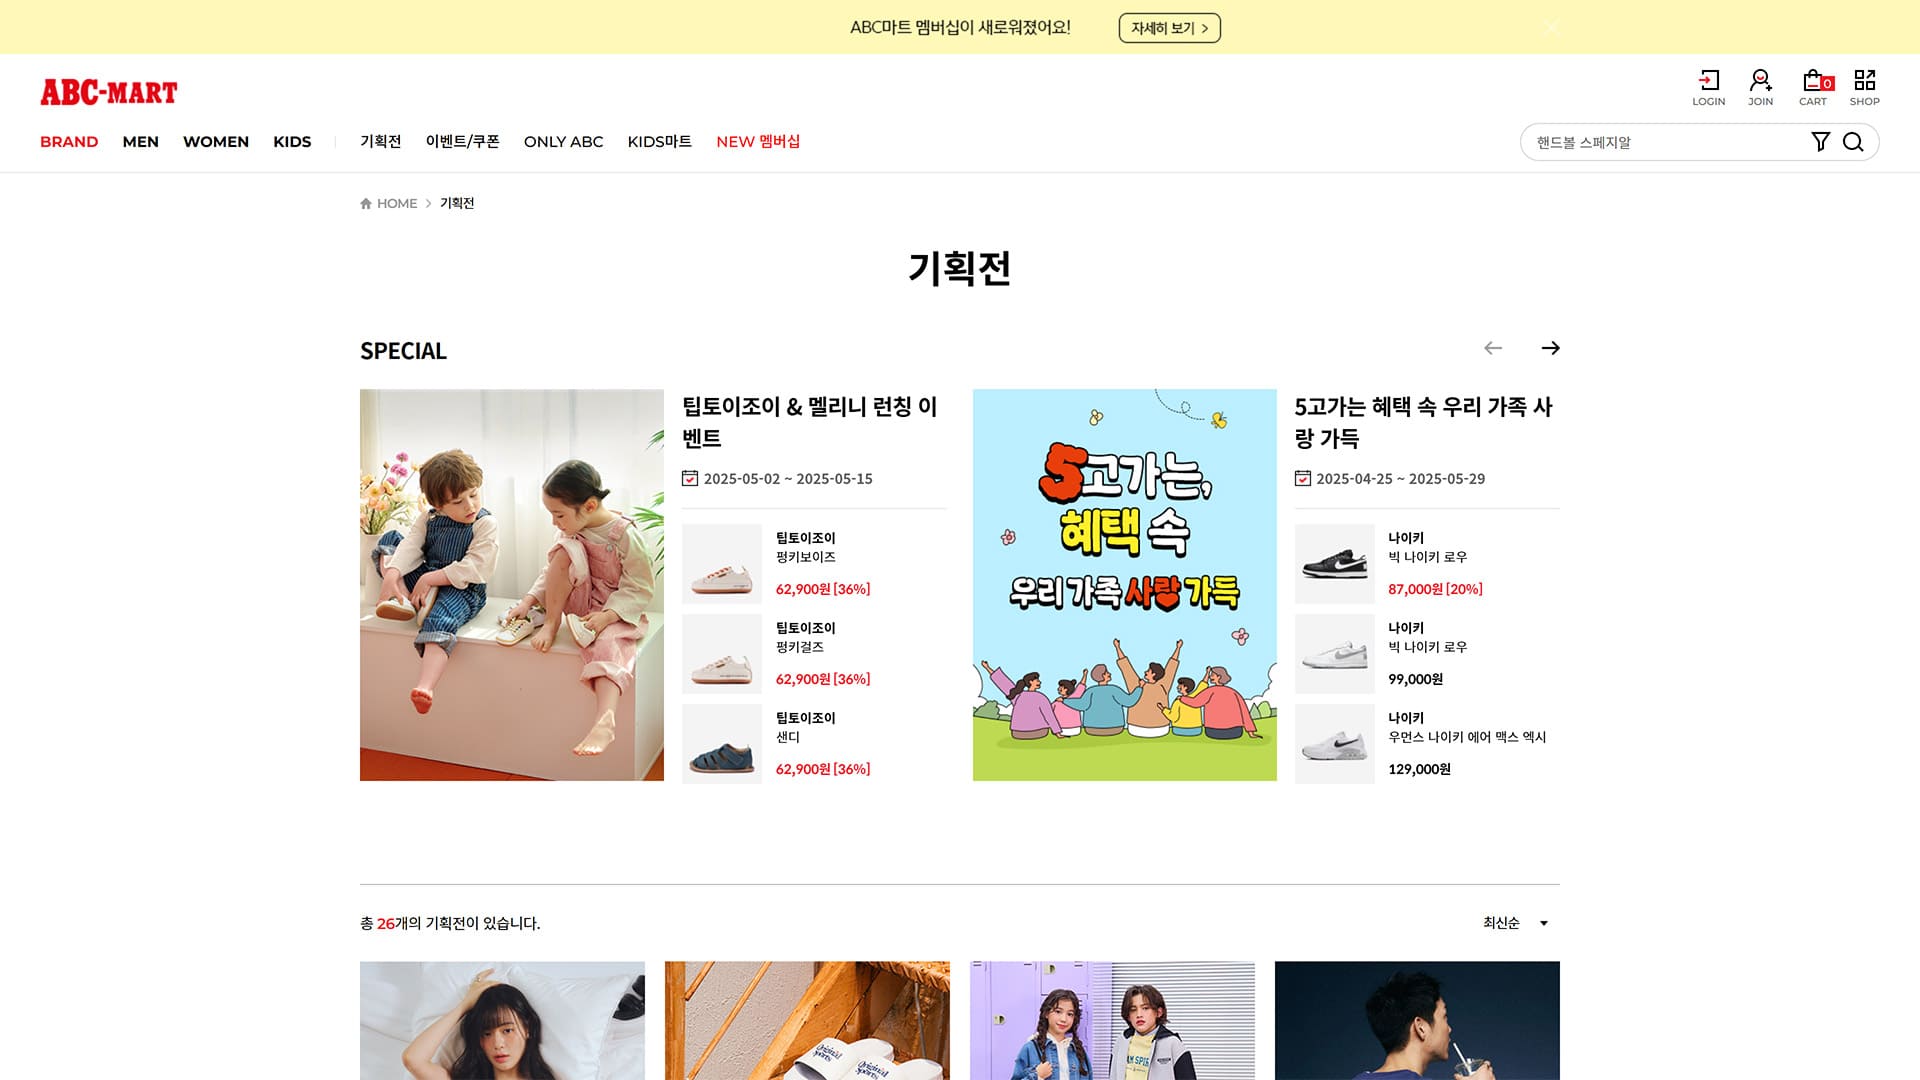 ABC마트 멤버십이 새로워졌어요!
자세히 보기 >
ABC-MART
LOGIN
JOIN
0
CART
SHOP
BRAND
MEN
WOMEN
KIDS
기획전
이벤트/쿠폰
ONLY ABC
KIDS마트
NEW 멤버십
핸드볼 스페지알
HOME > 기획전
기획전
SPECIAL
팁토이조이 & 멜리니 런칭 이
벤트
2025-05-02 ~ 2025-05-15
팁토이조이
펑키보이즈
62,900원 [36%]
팁토이조이
펑키걸즈
62,900원 [36%]
팁토이조이
샌디
62,900원 [36%]
5고가는,
혜택 속
우리 가족 사랑 가득
5고가는 혜택 속 우리 가족 사
랑 가득
2025-04-25 ~ 2025-05-29
나이키
빅 나이키 로우
87,000원 [20%]
나이키
빅 나이키 로우
99,000원
나이키
우먼스 나이키 에어 맥스 엑시
129,000원
총 26개의 기획전이 있습니다.
최신순
Original
Sports
Original
Sports